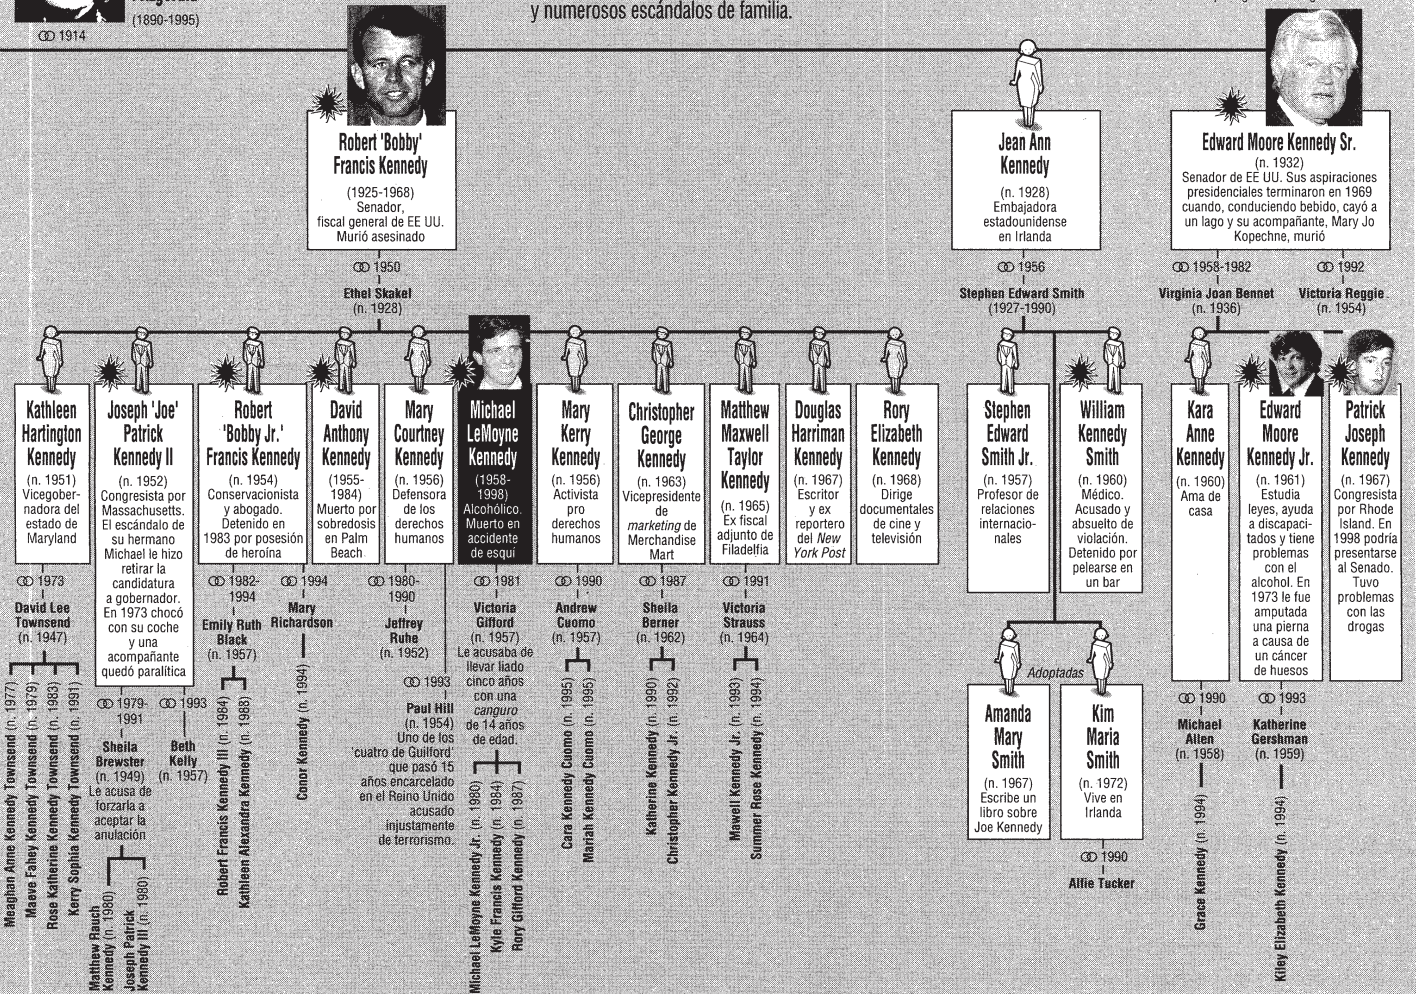 (1890-1995)
1914
y numerosos escándalos de familia.
Robert 'Bobby'
Francis Kennedy
(1925-1968)
Senador,
fiscal general de EE UU.
Murió asesinado
1950
Ethel Skakel
(n. 1928)
Jean Ann
Kennedy
(n. 1928)
Embajadora
estadounidense
en Irlanda
1956
Stephen Edward Smith
(1927-1990)
Edward Moore Kennedy Sr.
(n. 1932)
Senador de EE UU. Sus aspiraciones
presidenciales terminaron en 1969
cuando, conduciendo bebido, cayó a
un lago y su acompañante, Mary Jo
Kopechne, murió
1958-1982
Virginia Joan Bennet
(n. 1936)
1992
Victoria Reggie
(n. 1954)
Kathleen
Hartington
Kennedy
(n. 1951)
Vicegober-
nadora del
estado de
Maryland
1973
David Lee
Townsend
(n. 1947)
Meaghan Anne Kennedy Townsend (n. 1977)
Maeve Fahey Kennedy Townsend (n. 1979)
Rose Katherine Kennedy Townsend (n. 1983)
Kerry Sophia Kennedy Townsend (n. 1991)
Joseph 'Joe'
Patrick
Kennedy II
(n. 1952)
Congresista por
Massachusetts.
El escándalo de
su hermano
Michael le hizo
retirar la
candidatura
a gobernador.
En 1973 chocó
con su coche
y una
acompañante
quedó paralítica
1979-
1991
Sheila
Brewster
(n. 1949)
Le acusa de
forzarla a
aceptar la
anulación
Matthew Rauch
Kennedy (n. 1980)
Joseph Patrick
Kennedy III (n. 1980)
1993
Beth
Kelly
(n. 1957)
Robert
'Bobby Jr.'
Francis Kennedy
(n. 1954)
Conservacionista
y abogado.
Detenido en
1983 por posesión
de heroína
1982-
1994
Emily Ruth
Black
(n. 1957)
Robert Francis Kennedy III (n. 1984)
Kathleen Alexandra Kennedy (n. 1988)
1994
Mary
Richardson
Conor Kennedy (n. 1994)
David
Anthony
Kennedy
(1955-
1984)
Muerto por
sobredosis
en Palm
Beach
Mary
Courtney
Kennedy
(n. 1956)
Defensora
de los
derechos
humanos
1980-
1990
Jeffrey
Ruhe
(n. 1952)
1993
Paul Hill
(n. 1954)
Uno de los
'cuatro de Guilford'
que pasó 15
años encarcelado
en el Reino Unido
acusado
injustamente
de terrorismo.
Michael
LeMoyne
Kennedy
(1958-
1998)
Alcohólico.
Muerto en
accidente
de esquí
1981
Victoria
Gifford
(n. 1957)
Le acusaba de
llevar liado
cinco años
con una
canguro
de 14 años
de edad.
Michael LeMoyne Kennedy Jr. (n. 1980)
Kyle Francis Kennedy (n. 1984)
Rory Gifford Kennedy (n. 1987)
Mary
Kerry
Kennedy
(n. 1956)
Activista
pro
derechos
humanos
1990
Andrew
Cuomo
(n. 1957)
Cara Kennedy Cuomo (n. 1995)
Mariah Kennedy Cuomo (n. 1995)
Christopher
George
Kennedy
(n. 1963)
Vicepresidente
de
marketing de
Merchandise
Mart
1987
Sheila
Berner
(n. 1962)
Katherine Kennedy (n. 1990)
Christopher Kennedy Jr. (n. 1992)
Matthew
Maxwell
Taylor
Kennedy
(n. 1965)
Ex fiscal
adjunto de
Filadelfia
1991
Victoria
Strauss
(n. 1964)
Mawell Kennedy Jr. (n. 1993)
Summer Rose Kennedy (n. 1994)
Douglas
Harriman
Kennedy
(n. 1967)
Escritor
y ex
reportero
del New
York Post
Rory
Elizabeth
Kennedy
(n. 1968)
Dirige
documentales
de cine y
televisión
Stephen
Edward
Smith Jr.
(n. 1957)
Profesor de
relaciones
internacio-
nales
William
Kennedy
Smith
(n. 1960)
Médico.
Acusado y
absuelto de
violación.
Detenido por
pelearse en
un bar
Adoptadas
Amanda
Mary
Smith
(n. 1967)
Escribe un
libro sobre
Joe Kennedy
Kim
Maria
Smith
(n. 1972)
Vive en
Irlanda
1990
Alfie Tucker
Kara
Anne
Kennedy
(n. 1960)
Ama de
casa
1990
Michael
Allen
(n. 1958)
Grace Kennedy (n. 1994)
Edward
Moore
Kennedy Jr.
(n. 1961)
Estudia
leyes, ayuda
a discapaci-
tados y tiene
problemas
con el
alcohol. En
1973 le fue
amputada
una pierna
a causa de
un cáncer
de huesos
1993
Katherine
Gershman
(n. 1959)
Kiley Elizabeth Kennedy (n. 1994)
Patrick
Joseph
Kennedy
(n. 1967)
Congresista
por Rhode
Island. En
1998 podría
presentarse
al Senado.
Tuvo
problemas
con las
drogas